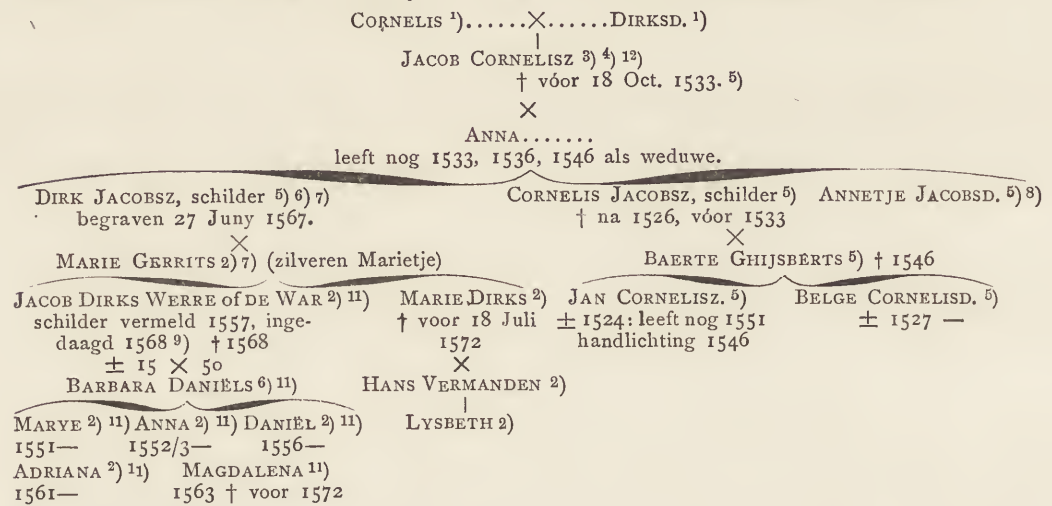 CORNELIS ¹)......×......DIRKSD. ¹)
JACOB CORNELISZ ³) ⁴) ¹²)
† vóór 18 Oct. 1533. ⁵)
×
ANNA.......
leeft nog 1533, 1536, 1546 als weduwe.
DIRK JACOBSZ, schilder ⁵) ⁶) ⁷) CORNELIS JACOBSZ, schilder ⁵) ANNETJE JACOBSD. ⁵) ⁸)
begraven 27 Juny 1567. † na 1526, vóór 1533
× ×
MARIE GERRITS ²) ⁷) (zilveren Marietje) BAERTE GHIJSBERTS ⁵) † 1546
JACOB DIRKS WERRE of DE WAR ²) ¹¹) MARIE DIRKS ²) JAN CORNELISZ. ⁵) BELGE CORNELISD. ⁵)
schilder vermeld 1557, inge- † voor 18 Juli ± 1524: leeft nog 1551 ± 1527 —
daagd 1568 ⁹) † 1568 1572 handlichting 1546
± 15 × 50 ×
BARBARA DANIËLS ⁶) ¹¹) HANS VERMANDEN ²)
MARYE ²) ¹¹) ANNA ²) ¹¹) DANIËL ²) ¹¹) LYSBETH ²)
1551— 1552/3— 1556—
ADRIANA ²) ¹¹) MAGDALENA ¹¹)
1561— 1563 † voor 1572